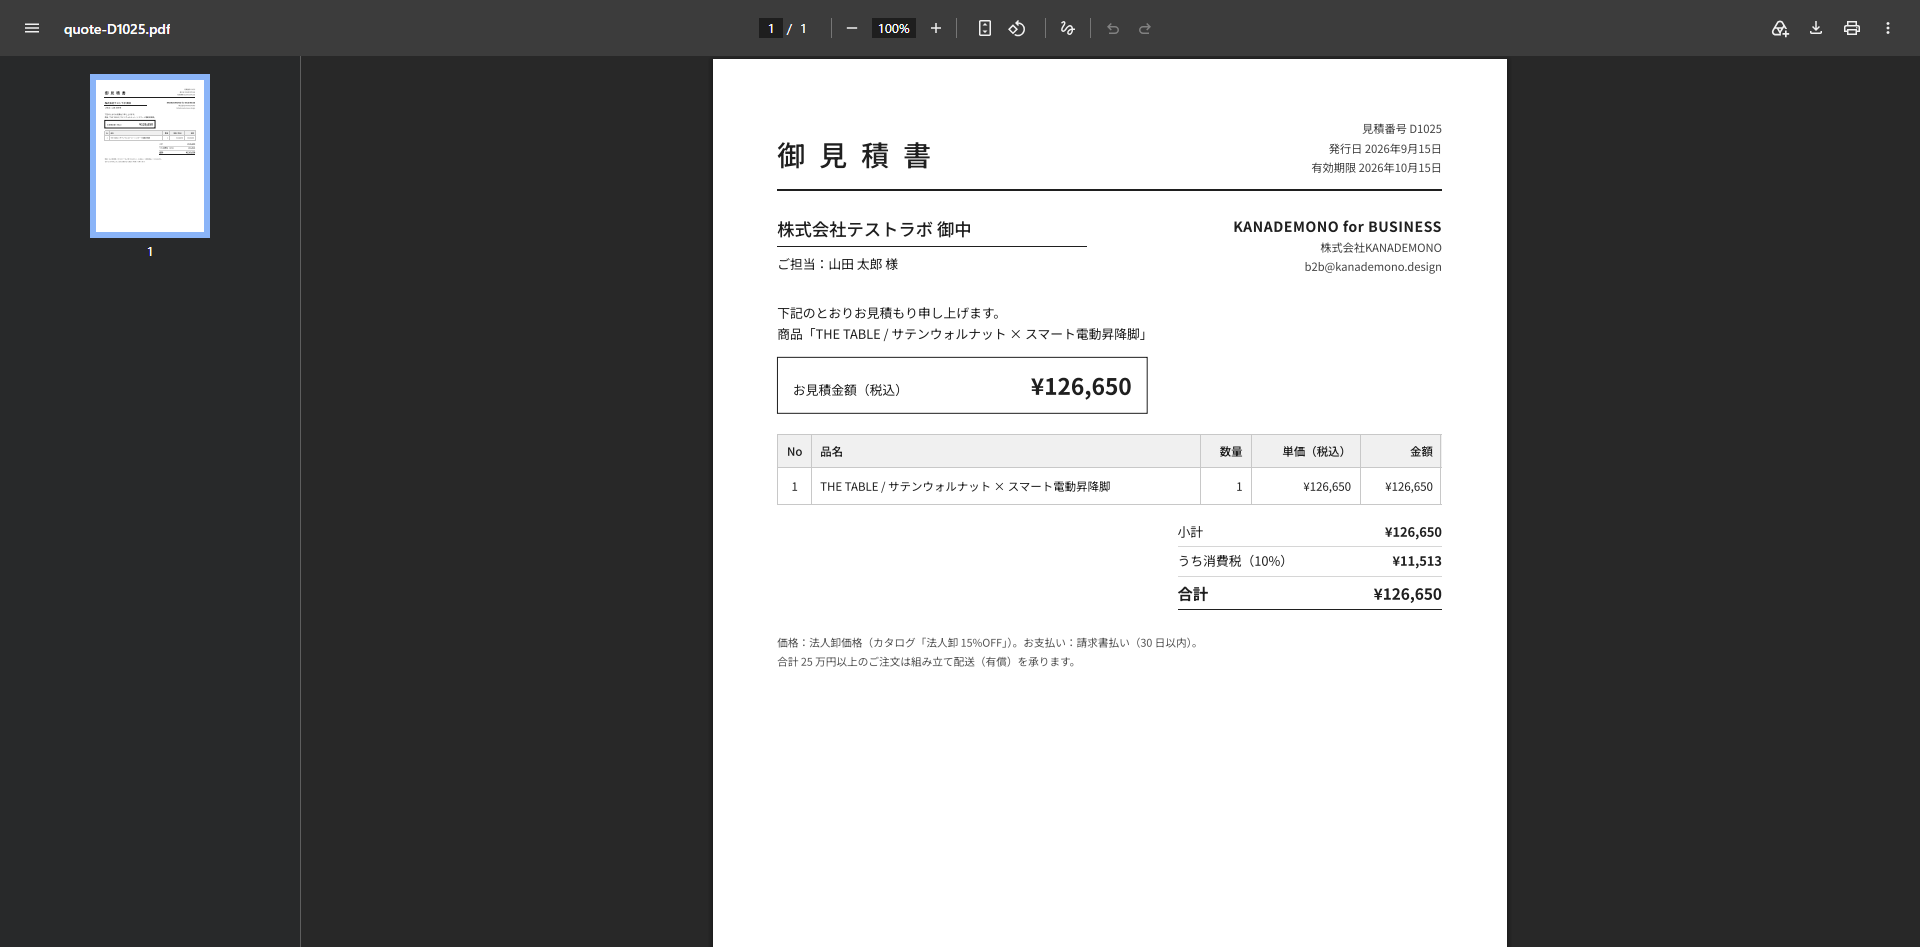 quote-D1025.pdf
1 / 1
100%
1
御見積書
見積番号 D1025
発行日 2026年9月15日
有効期限 2026年10月15日
株式会社テストラボ 御中
ご担当：山田 太郎 様
KANADEMONO for BUSINESS
株式会社KANADEMONO
b2b@kanademono.design
下記のとおりお見積もり申し上げます。
商品「THE TABLE / サテンウォルナット × スマート電動昇降脚」
お見積金額（税込） ¥126,650
No 品名 数量 単価（税込） 金額
1 THE TABLE / サテンウォルナット × スマート電動昇降脚 1 ¥126,650 ¥126,650
小計 ¥126,650
うち消費税（10%） ¥11,513
合計 ¥126,650
価格：法人卸価格（カタログ「法人卸 15%OFF」）。お支払い：請求書払い（30 日以内）。
合計 25 万円以上のご注文は組み立て配送（有償）を承ります。